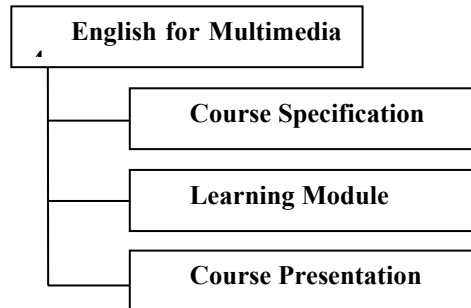 English for Multimedia
Course Specification
Learning Module
Course Presentation